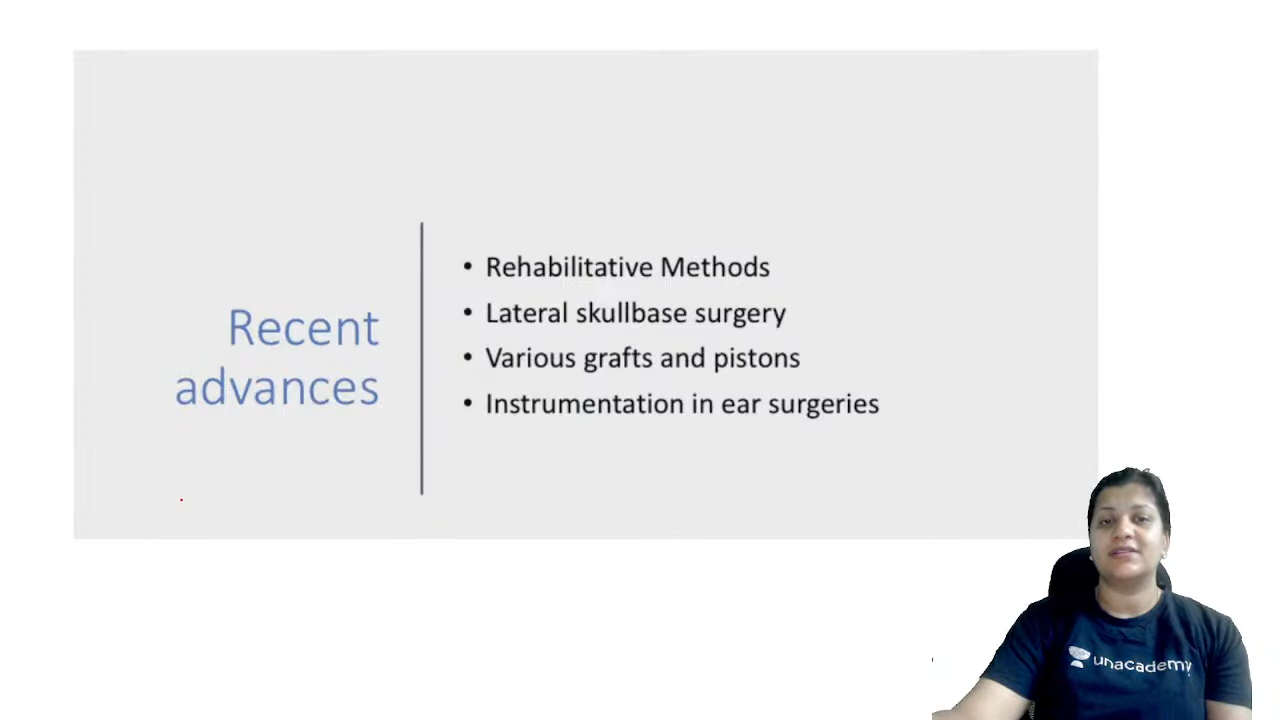 Recent
advances
• Rehabilitative Methods
• Lateral skullbase surgery
• Various grafts and pistons
• Instrumentation in ear surgeries
unacademy